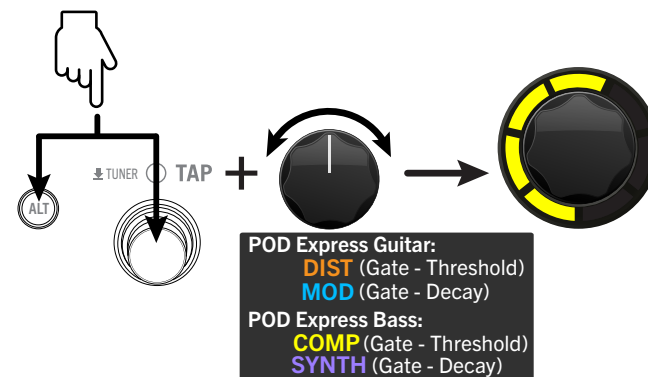 TUNER TAP
ALT
POD Express Guitar:
DIST (Gate - Threshold)
MOD (Gate - Decay)
POD Express Bass:
COMP (Gate - Threshold)
SYNTH (Gate - Decay)